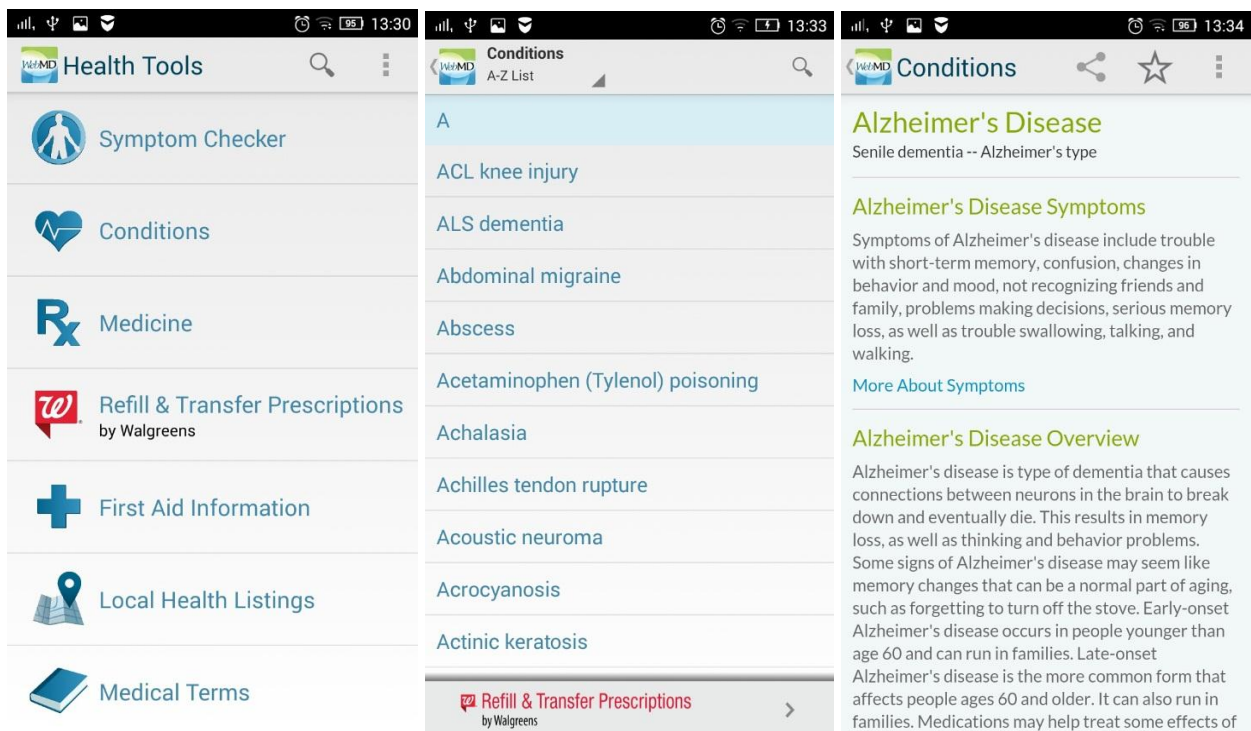 95 13:30
WebMD Health Tools
Symptom Checker
Conditions
Rx Medicine
Refill & Transfer Prescriptions
by Walgreens
First Aid Information
Local Health Listings
Medical Terms
13:33
WebMD Conditions
A-Z List
A
ACL knee injury
ALS dementia
Abdominal migraine
Abscess
Acetaminophen (Tylenol) poisoning
Achalasia
Achilles tendon rupture
Acoustic neuroma
Acrocyanosis
Actinic keratosis
Refill & Transfer Prescriptions
by Walgreens
96 13:34
WebMD Conditions
Alzheimer's Disease
Senile dementia -- Alzheimer's type
Alzheimer's Disease Symptoms
Symptoms of Alzheimer's disease include trouble
with short-term memory, confusion, changes in
behavior and mood, not recognizing friends and
family, problems making decisions, serious memory
loss, as well as trouble swallowing, talking, and
walking.
More About Symptoms
Alzheimer's Disease Overview
Alzheimer's disease is type of dementia that causes
connections between neurons in the brain to break
down and eventually die. This results in memory
loss, as well as thinking and behavior problems.
Some signs of Alzheimer's disease may seem like
memory changes that can be a normal part of aging,
such as forgetting to turn off the stove. Early-onset
Alzheimer's disease occurs in people younger than
age 60 and can run in families. Late-onset
Alzheimer's disease is the more common form that
affects people ages 60 and older. It can also run in
families. Medications may help treat some effects of